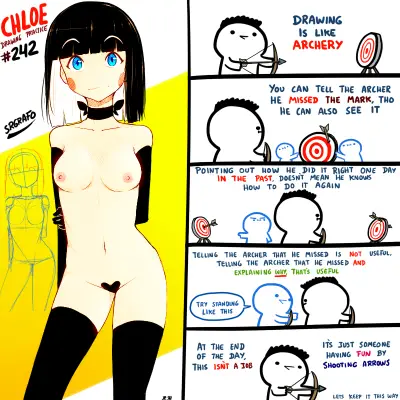 CHLOE
DRAWING PRACTICE
#242
SRGRAFO
DRAWING
IS LIKE
ARCHERY
YOU CAN TELL THE ARCHER
HE MISSED THE MARK, THO
HE CAN ALSO SEE IT
POINTING OUT HOW HE DID IT RIGHT ONE DAY
IN THE PAST, DOESN'T MEAN HE KNOWS
HOW TO DO IT AGAIN
TELLING THE ARCHER THAT HE MISSED IS NOT USEFUL.
TELLING THE ARCHER THAT HE MISSED AND
EXPLAINING WHY THAT'S USEFUL
TRY STANDING
LIKE THIS
AT THE END
OF THE DAY,
THIS ISN'T A JOB
IT'S JUST SOMEONE
HAVING FUN BY
SHOOTING ARROWS
LETS KEEP IT THIS WAY